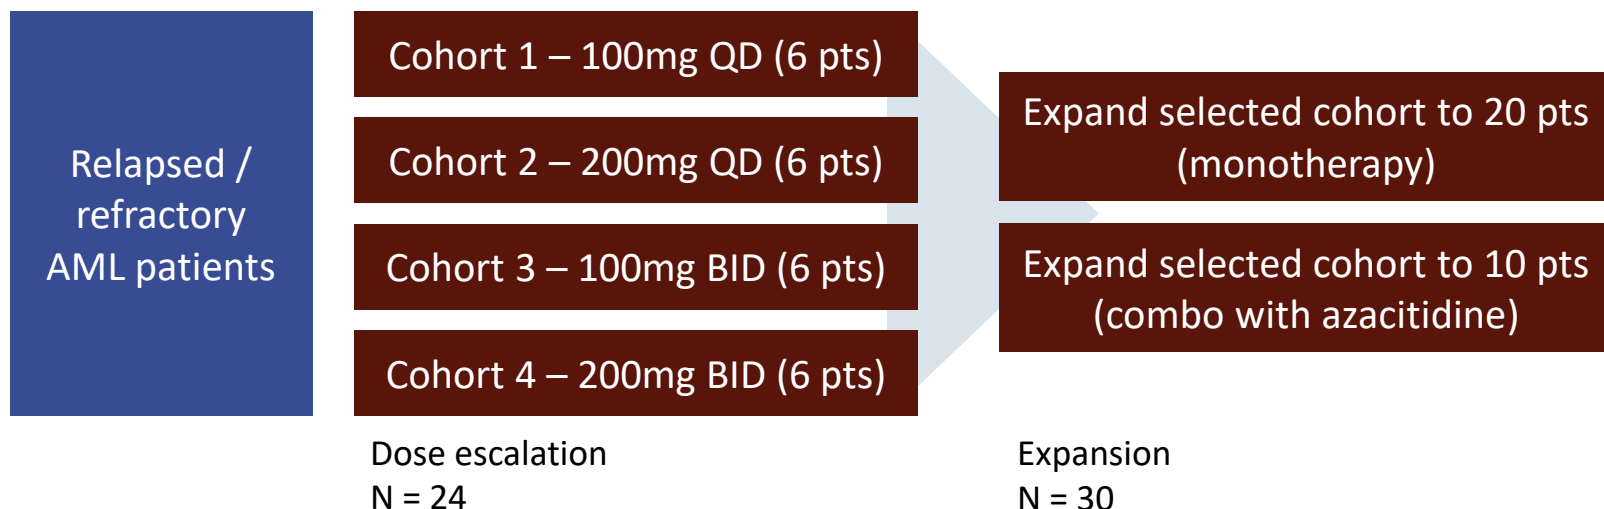 Relapsed /
refractory
AML patients
Cohort 1 – 100mg QD (6 pts)
Cohort 2 – 200mg QD (6 pts)
Cohort 3 – 100mg BID (6 pts)
Cohort 4 – 200mg BID (6 pts)
Dose escalation
N = 24
Expand selected cohort to 20 pts
(monotherapy)
Expand selected cohort to 10 pts
(combo with azacitidine)
Expansion
N = 30